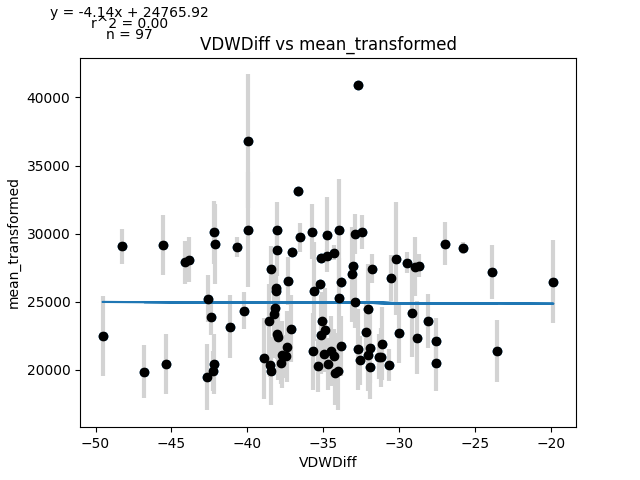 y = -4.14x + 24765.92
r^2 = 0.00
n = 97
VDWDiff vs mean_transformed
40000
35000
30000
25000
20000
mean_transformed
−50
−45
−40
−35
−30
−25
−20
VDWDiff